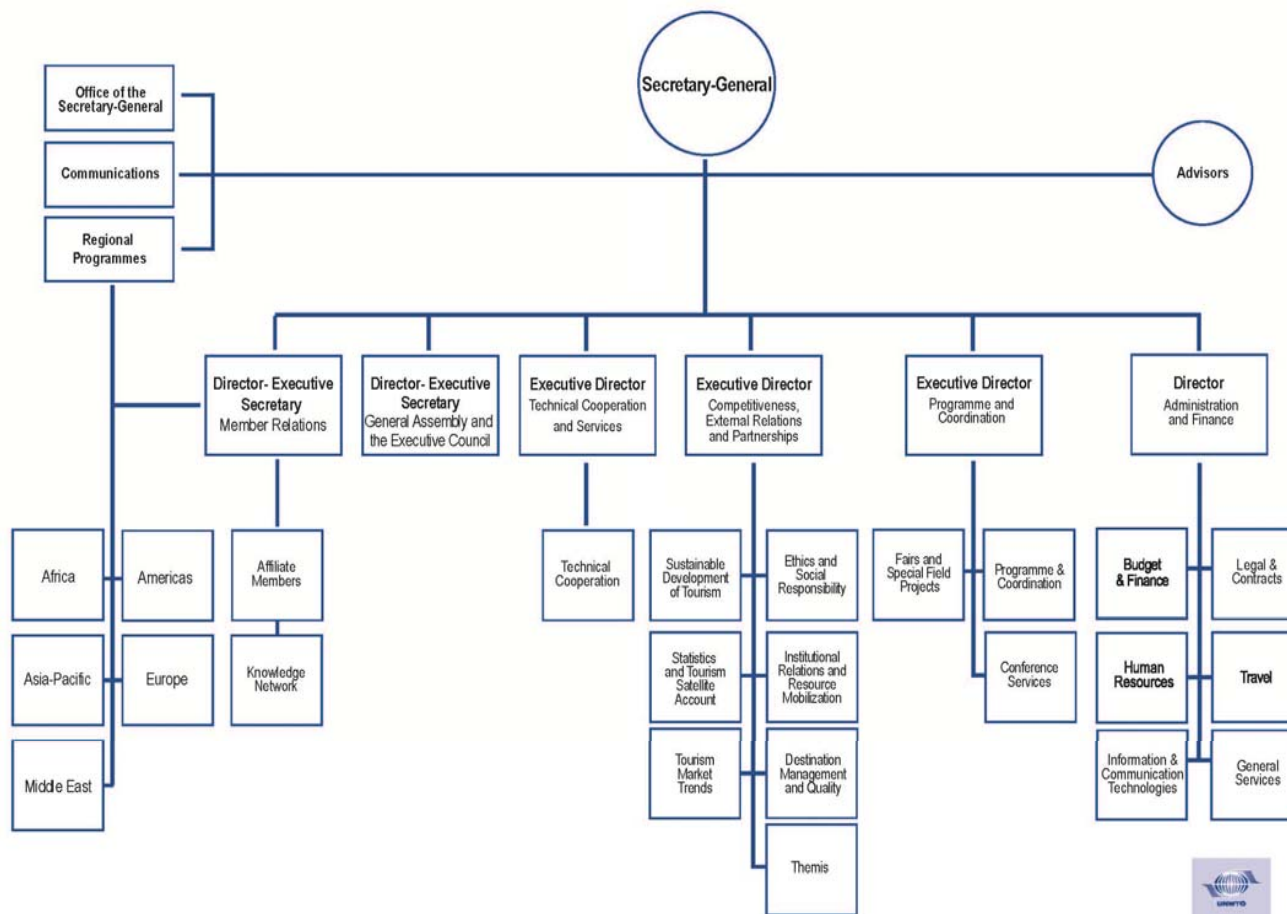 Secretary-General
Office of the
Secretary-General
Communications
Regional
Programmes
Advisors
Director- Executive
Secretary
Member Relations
Director- Executive
Secretary
General Assembly and
the Executive Council
Executive Director
Technical Cooperation
and Services
Executive Director
Competitiveness,
External Relations
and Partnerships
Executive Director
Programme and
Coordination
Director
Administration
and Finance
Africa
Americas
Asia-Pacific
Europe
Middle East
Affiliate
Members
Knowledge
Network
Technical
Cooperation
Sustainable
Development
of Tourism
Ethics and
Social
Responsibility
Statistics
and Tourism
Satellite
Account
Institutional
Relations and
Resource
Mobilization
Tourism
Market
Trends
Destination
Management
and Quality
Themis
Fairs and
Special Field
Projects
Programme &
Coordination
Conference
Services
Budget
& Finance
Legal &
Contracts
Human
Resources
Travel
Information &
Communication
Technologies
General
Services
UNWTO